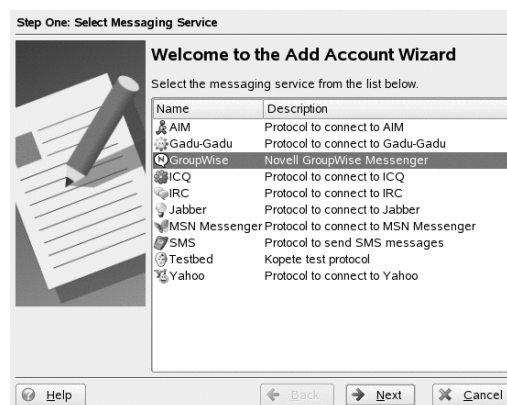 Step One: Select Messaging Service
Welcome to the Add Account Wizard
Select the messaging service from the list below.
Name Description
AIM Protocol to connect to AIM
Gadu-Gadu Protocol to connect to Gadu-Gadu
GroupWise Novell GroupWise Messenger
ICQ Protocol to connect to ICQ
IRC Protocol to connect to IRC
Jabber Protocol to connect to Jabber
MSN Messenger Protocol to connect to MSN Messenger
SMS Protocol to send SMS messages
Testbed Kopete test protocol
Yahoo Protocol to connect to Yahoo
Help Back Next Cancel